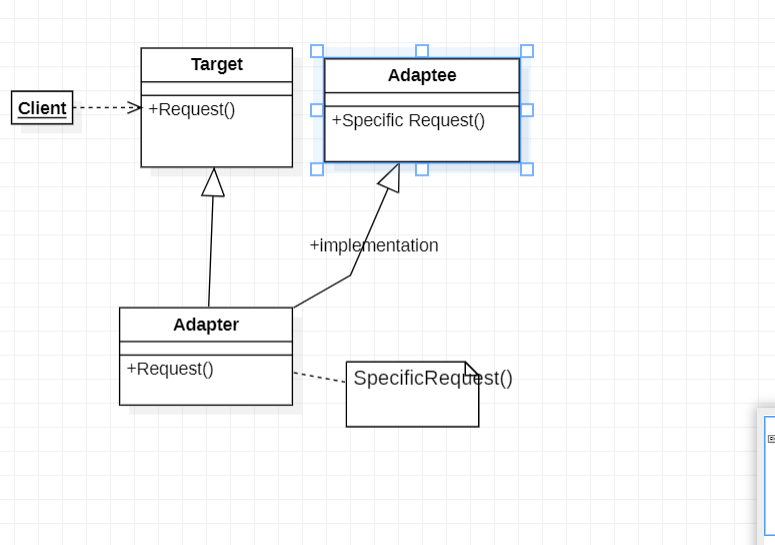 Target
+Request()
Adaptee
+Specific Request()
Client
+implementation
Adapter
+Request()
SpecificRequest()